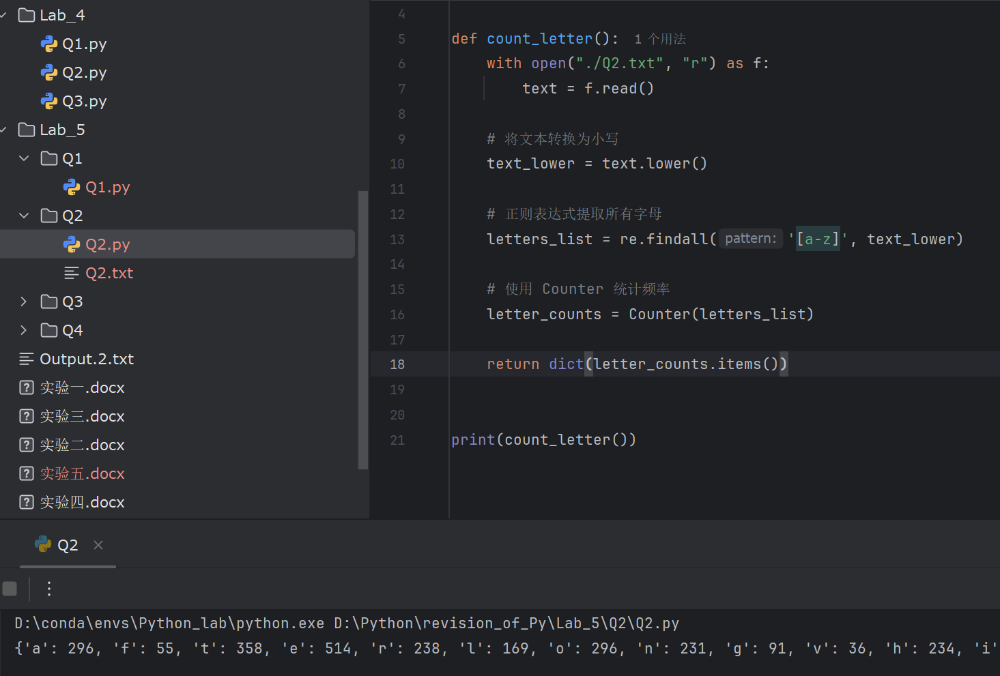 Lab_4
Q1.py
Q2.py
Q3.py
Lab_5
Q1
Q1.py
Q2
Q2.py
Q2.txt
Q3
Q4
Output.2.txt
实验一.docx
实验三.docx
实验二.docx
实验五.docx
实验四.docx
4
5 def count_letter(): 1 个用法
6 with open("./Q2.txt", "r") as f:
7 text = f.read()
8
9 # 将文本转换为小写
10 text_lower = text.lower()
11
12 # 正则表达式提取所有字母
13 letters_list = re.findall( pattern: '[a-z]', text_lower)
14
15 # 使用 Counter 统计频率
16 letter_counts = Counter(letters_list)
17
18 return dict(letter_counts.items())
19
20
21 print(count_letter())
Q2
D:\conda\envs\Python_lab\python.exe D:\Python\revision_of_Py\Lab_5\Q2\Q2.py
{'a': 296, 'f': 55, 't': 358, 'e': 514, 'r': 238, 'l': 169, 'o': 296, 'n': 231, 'g': 91, 'v': 36, 'h': 234, 'i'